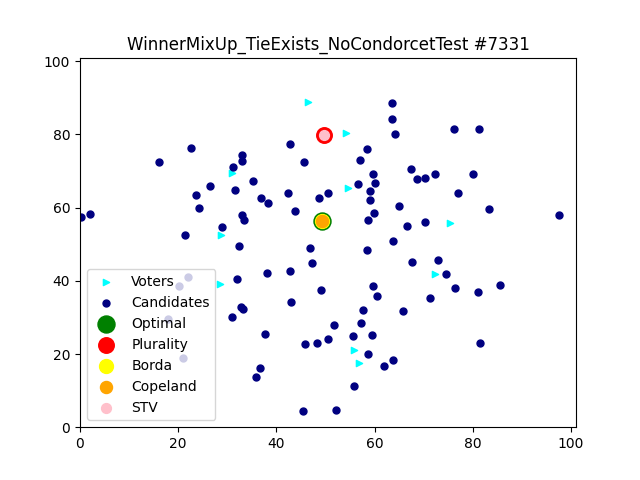 WinnerMixUp_TieExists_NoCondorcetTest #7331
100
80
60
40
20
0
Voters
Candidates
Optimal
Plurality
Borda
Copeland
STV
0
20
40
60
80
100